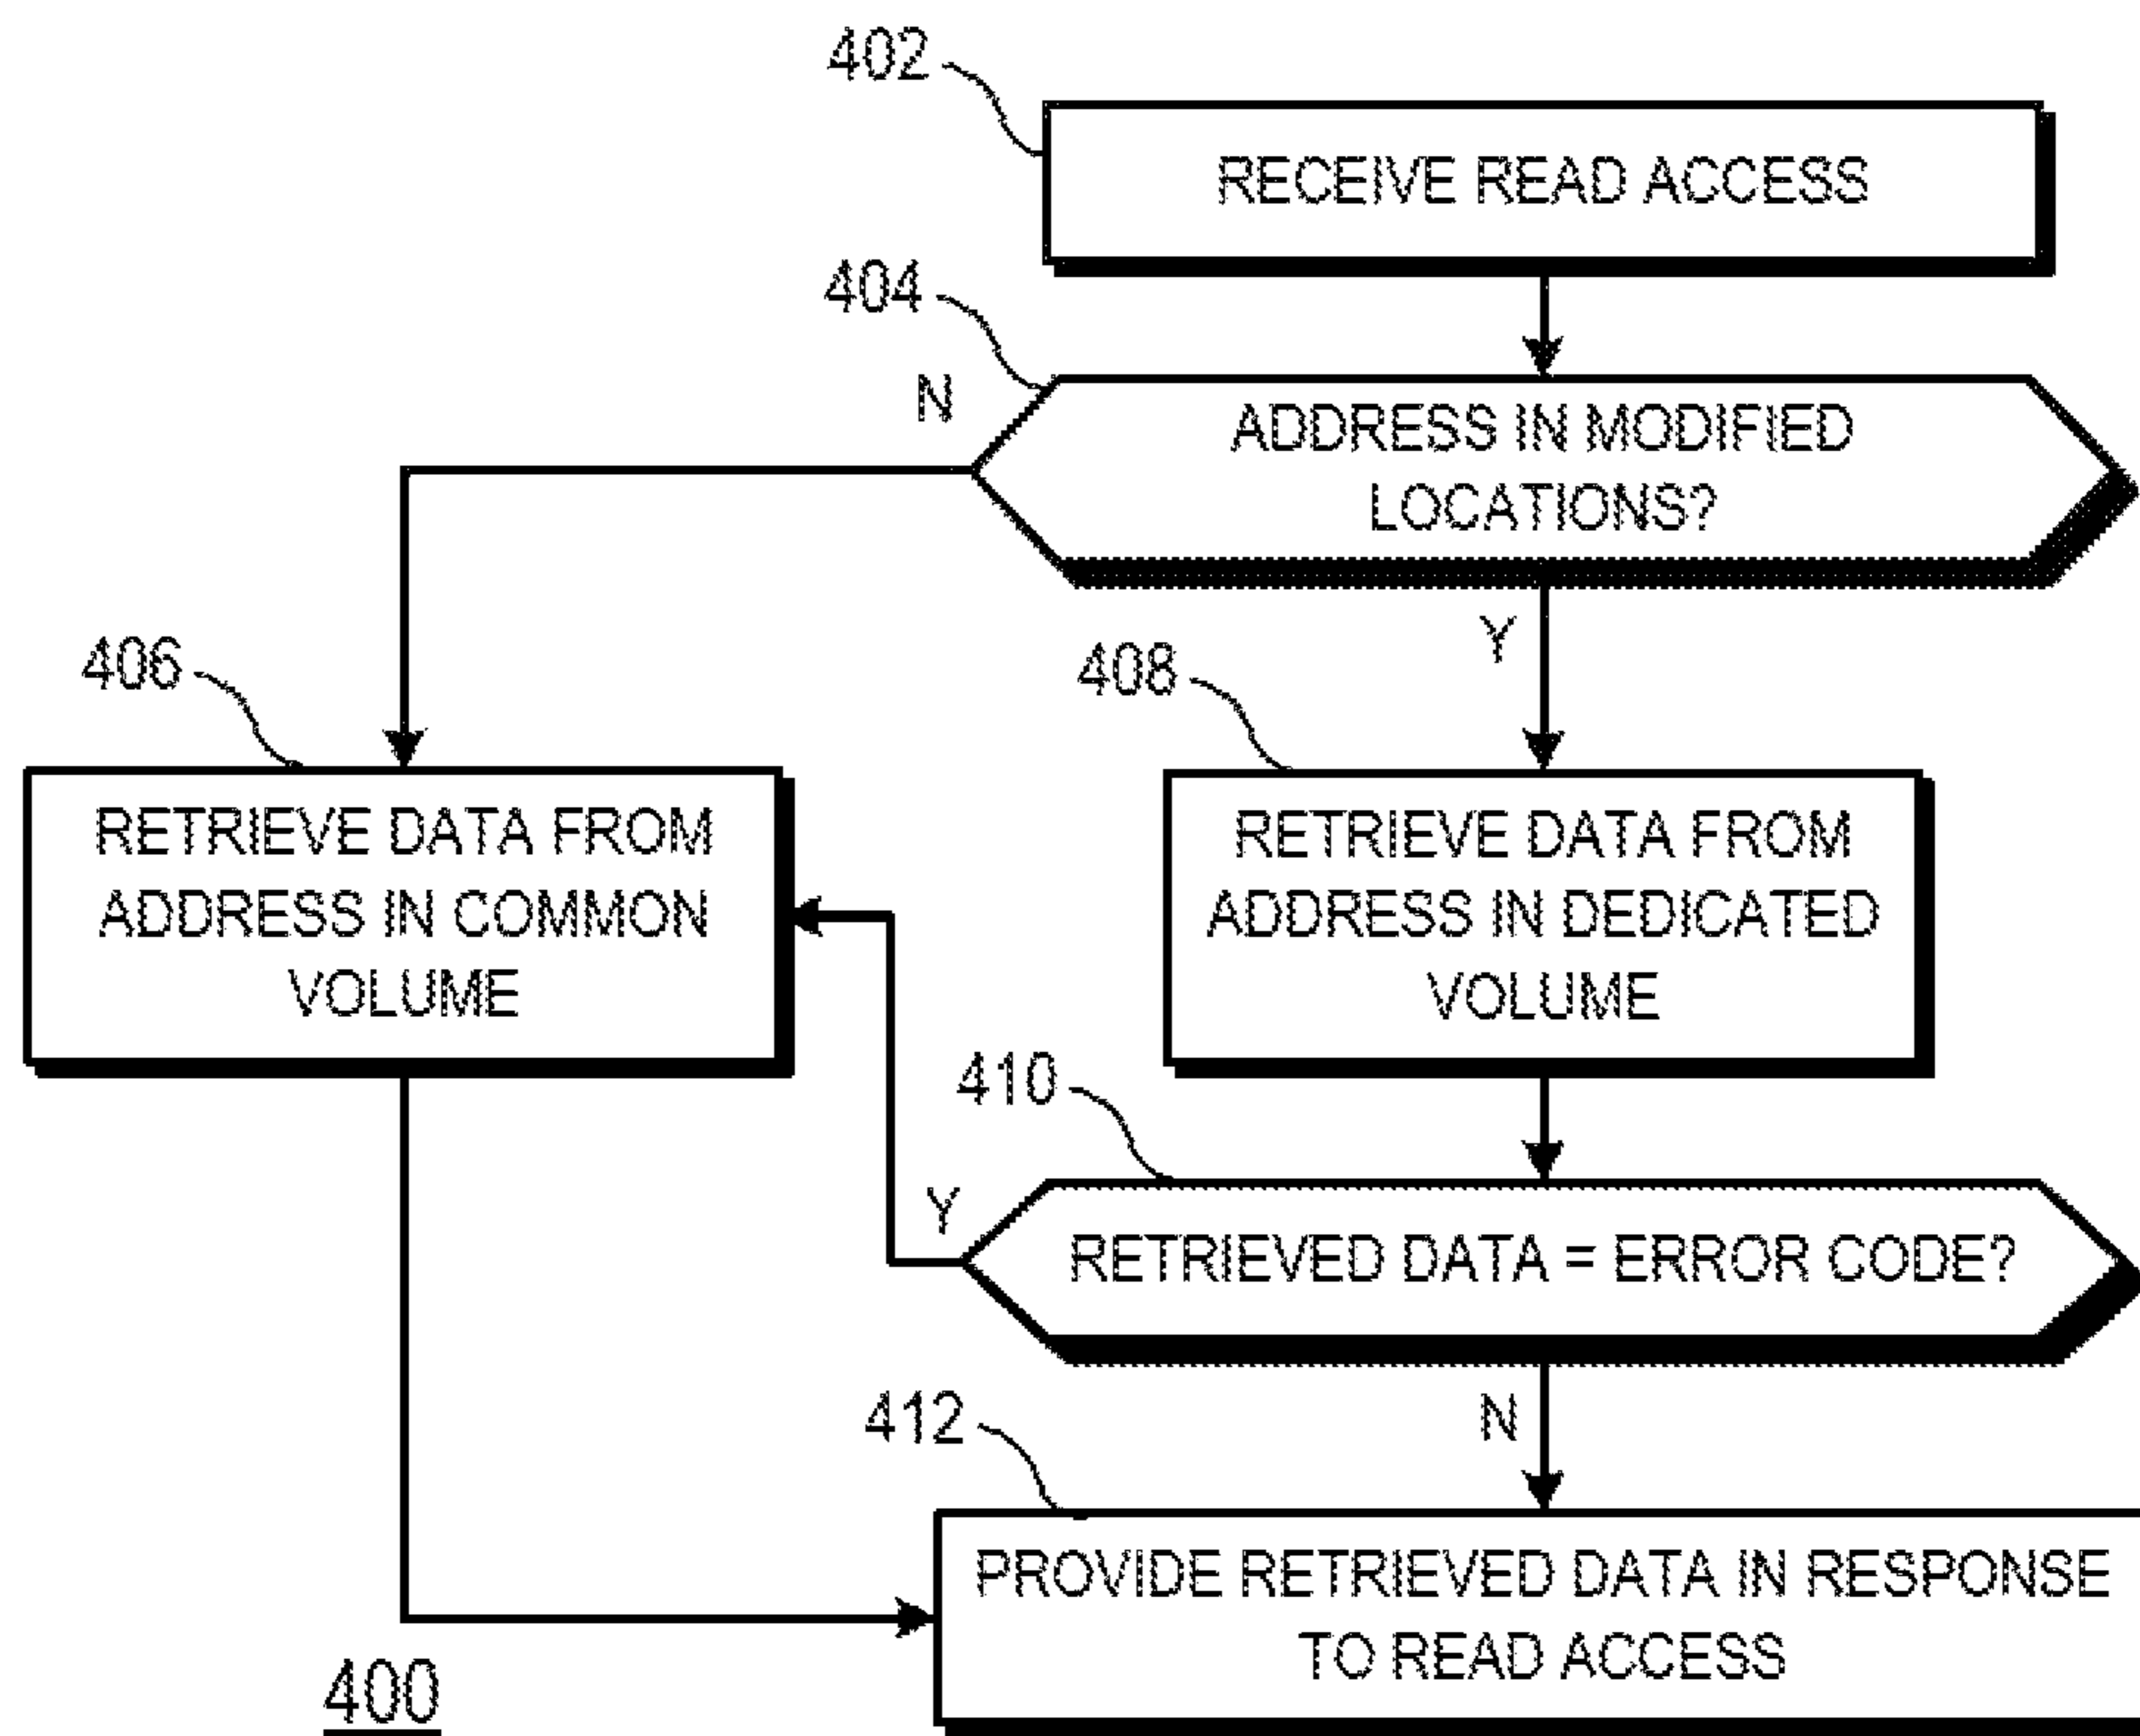 402
RECEIVE READ ACCESS
404
N
ADDRESS IN MODIFIED
LOCATIONS?
Y
406
408
RETRIEVE DATA FROM
ADDRESS IN COMMON
VOLUME
RETRIEVE DATA FROM
ADDRESS IN DEDICATED
VOLUME
410
Y
RETRIEVED DATA = ERROR CODE?
N
412
PROVIDE RETRIEVED DATA IN RESPONSE
TO READ ACCESS
400